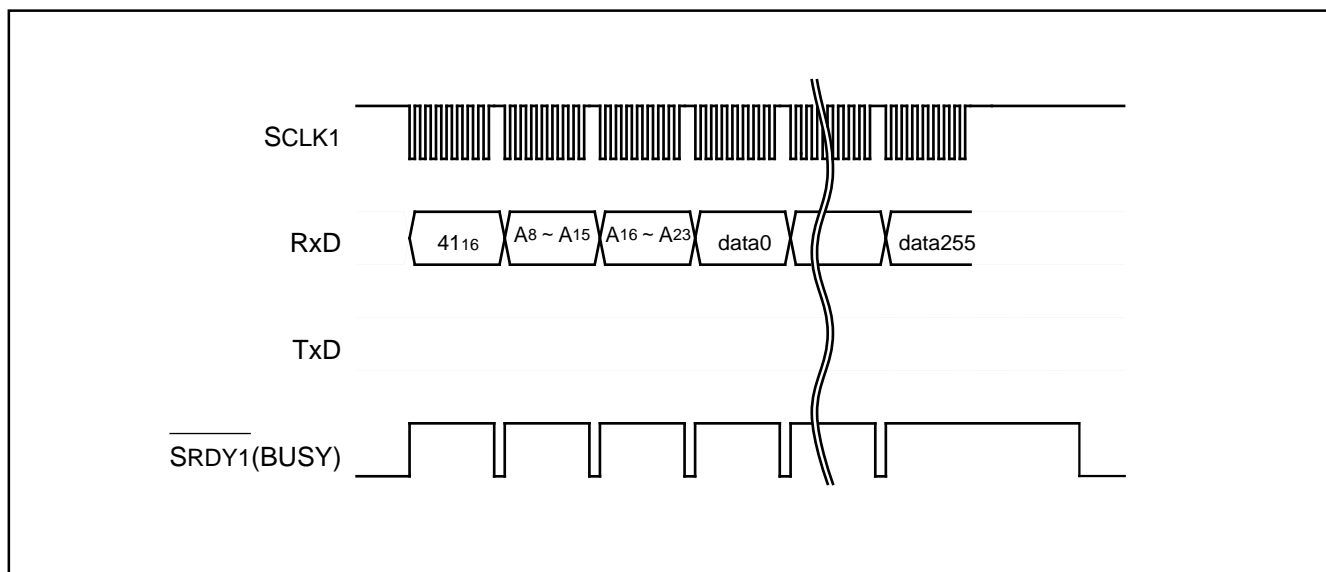 SCLK1
RxD
4116
A8 ~ A15
A16 ~ A23
data0
data255
TxD
SRDY1(BUSY)